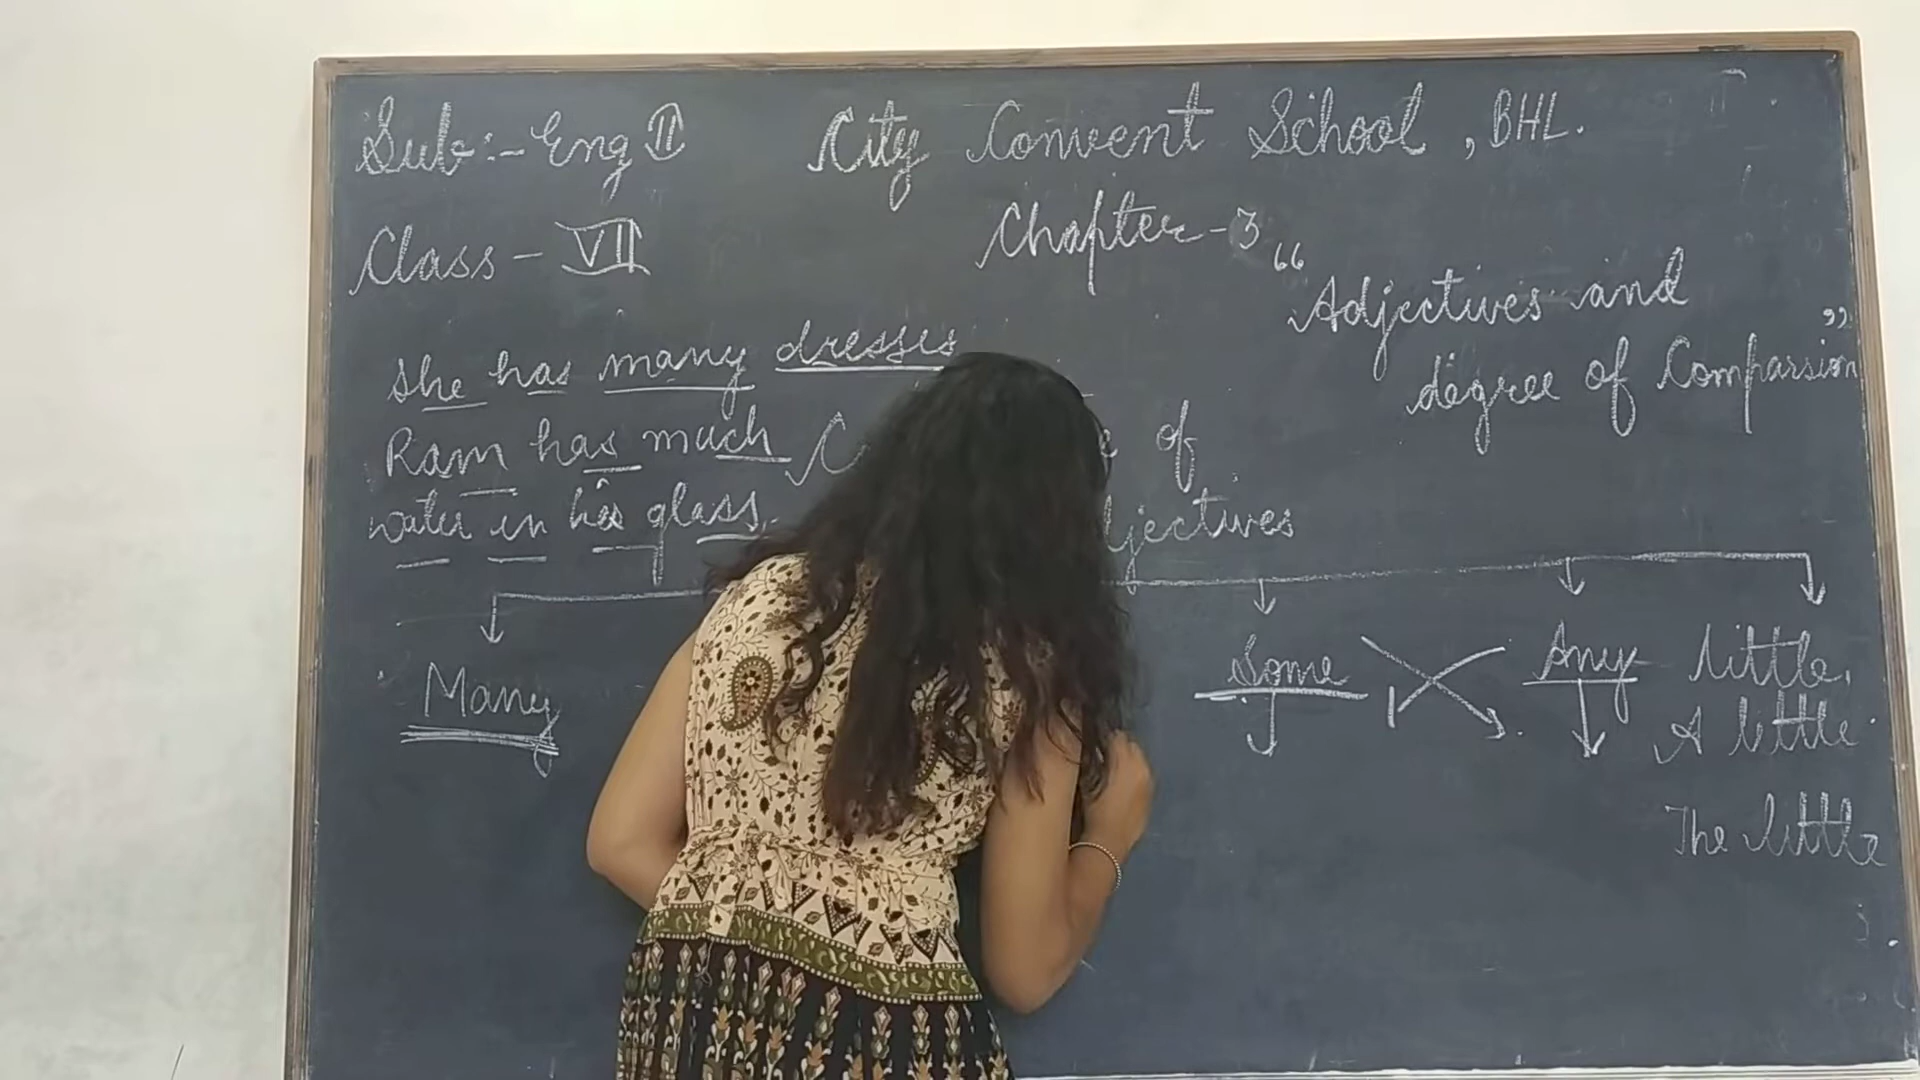 Sub:- Eng II
City Convent School, BHL.
Class - VII
Chapter-3
"Adjectives and
degree of Comparsion"
She has many dresses
Ram has much
of
water in his glass.
jectives
Many
Some
Any
little,
A little
The little